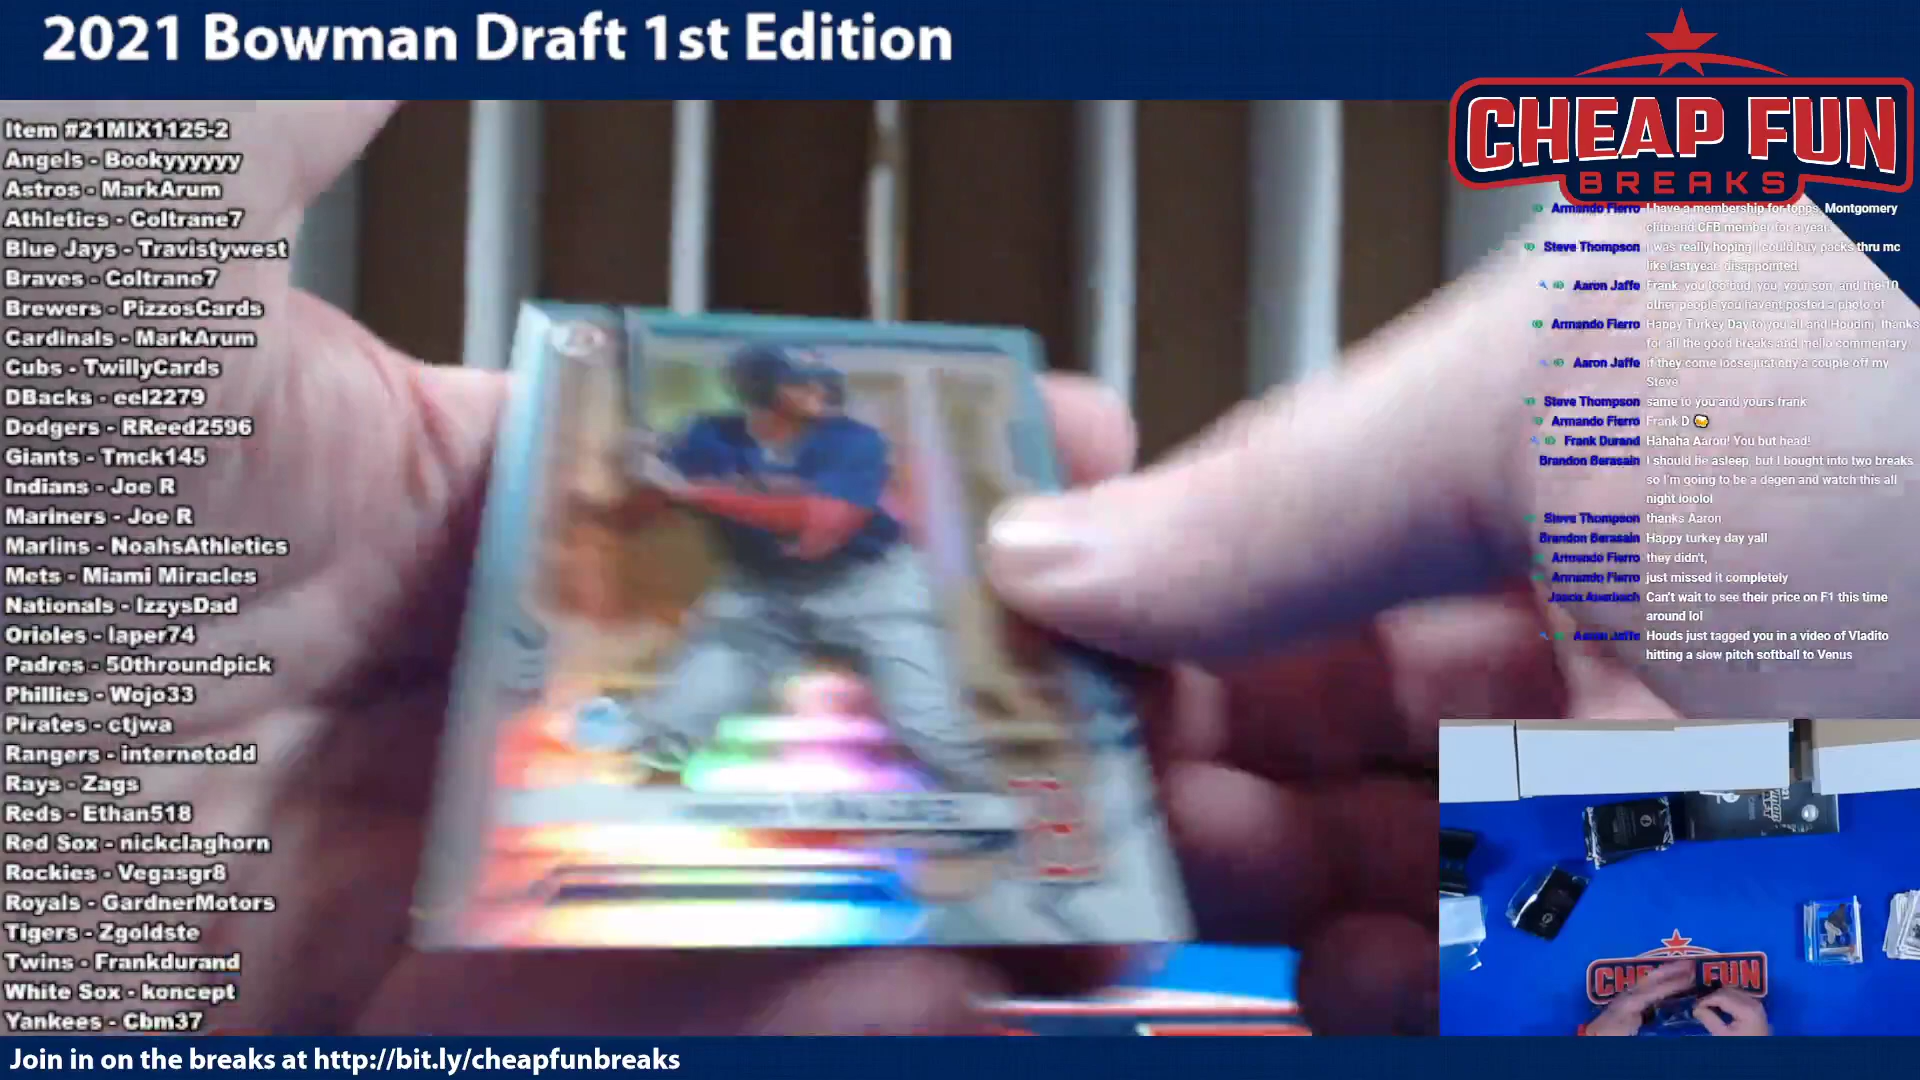 2021 Bowman Draft 1st Edition
CHEAP FUN
BREAKS
Item #21MIX1125-2
Angels - Bookyyyyyy
Astros - MarkArum
Athletics - Coltrane7
Blue Jays - Travistywest
Braves - Coltrane7
Brewers - PizzosCards
Cardinals - MarkArum
Cubs - TwillyCards
DBacks - eel2279
Dodgers - RReed2596
Giants - Tmck145
Indians - Joe R
Mariners - Joe R
Marlins - NoahsAthletics
Mets - Miami Miracles
Nationals - IzzysDad
Orioles - laper74
Padres - 50throundpick
Phillies - Wojo33
Pirates - ctjwa
Rangers - internetodd
Rays - Zags
Reds - Ethan518
Red Sox - nickclaghorn
Rockies - Vegasgr8
Royals - GardnerMotors
Tigers - Zgoldste
Twins - Frankdurand
White Sox - koncept
Yankees - Cbm37
Armando Fierro I have a membership for topps, Montgomery
club and CFB member for a year.
Steve Thompson I was really hoping I could buy packs thru mc
like last year. disappointed.
Aaron Jaffe Frank, you too bud, you, your son, and the 10
other people you havent posted a photo of
Armando Fierro Happy Turkey Day to you all and Houdini, thanks
for all the good breaks and mello commentary
Aaron Jaffe if they come loose just buy a couple off my
Steve
Steve Thompson same to you and yours frank
Armando Fierro Frank D 🍻
Frank Durand Hahaha Aaron! You but head!
Brandon Berasain I should be asleep, but I bought into two breaks
so I'm going to be a degen and watch this all
night lololol
Steve Thompson thanks Aaron
Brandon Berasain Happy turkey day yall
Armando Fierro they didn't,
Armando Fierro just missed it completely
Jason Auerbach Can't wait to see their price on F1 this time
around lol
Aaron Jaffe Houds just tagged you in a video of Vladito
hitting a slow pitch softball to Venus
CHEAP FUN
Join in on the breaks at http://bit.ly/cheapfunbreaks